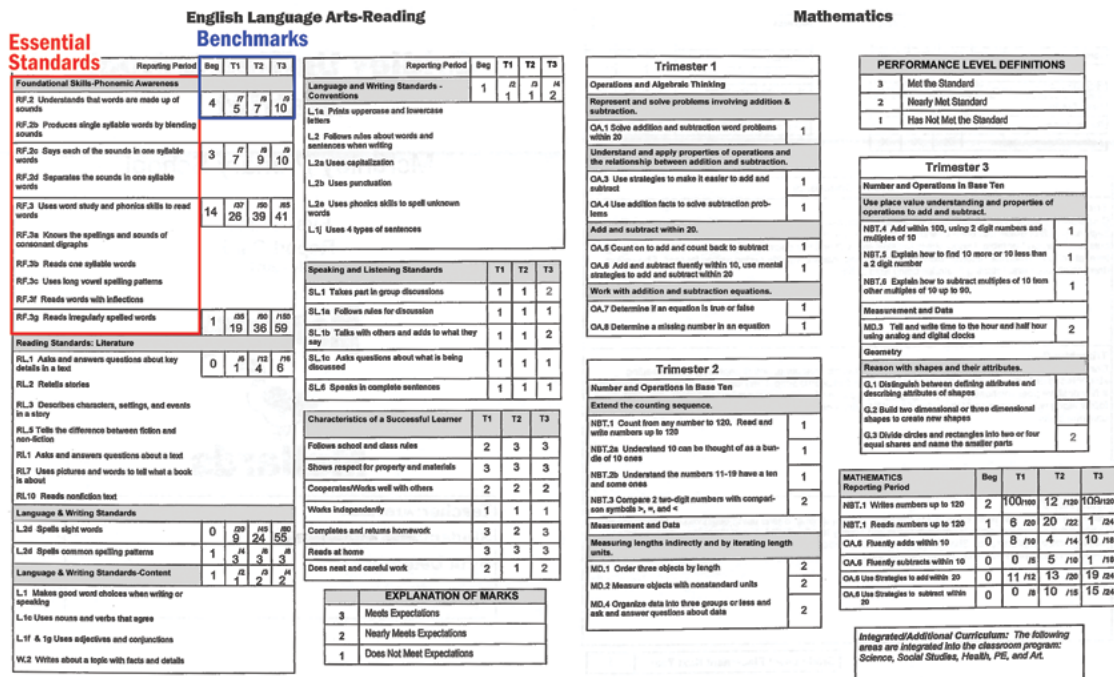 English Language Arts-Reading
Mathematics
Essential
Standards
Benchmarks
Reporting Period Beg T1 T2 T3
Foundational Skills-Phonemic Awareness
RF.2 Understands that words are made up of
sounds
4 /7 5 /9 7 /9 10
RF.2b Produces single syllable words by blending
sounds
RF.2c Says each of the sounds in one syllable
words
3 7 9 10
RF.2d Separates the sounds in one syllable
words
RF.3 Uses word study and phonics skills to read
words
14 /37 26 /50 39 41
RF.3a Knows the spellings and sounds of
consonant digraphs
RF.3b Reads one syllable words
RF.3c Uses long vowel spelling patterns
RF.3f Reads words with inflections
RF.3g Reads irregularly spelled words
1 19 36 /150 59
Reading Standards: Literature
RL.1 Asks and answers questions about key
details in a text
0 1 /12 4 /16 6
RL.2 Retells stories
RL.3 Describes characters, settings, and events
in a story
RL.5 Tells the difference between fiction and
non-fiction
RL1 Asks and answers questions about a text
RL7 Uses pictures and words to tell what a book
is about
RL10 Reads nonfiction text
Language & Writing Standards
L.2d Spells sight words
0 /20 9 /45 24 /90 55
L.2d Spells common spelling patterns
1 /4 3 3 3
Language & Writing Standards-Content
1 /2 1 /3 2 /4 2
L.1 Makes good word choices when writing or
speaking
L.1c Uses nouns and verbs that agree
L.1f & 1g Uses adjectives and conjunctions
W.2 Writes about a topic with facts and details
Reporting Period Beg T1 T2 T3
Language and Writing Standards -
Conventions
1 /2 1 /3 1 /4 2
L.1a Prints uppercase and lowercase
letters
L.2 Follows rules about words and
sentences when writing
L.2a Uses capitalization
L.2b Uses punctuation
L.2e Uses phonics skills to spell unknown
words
L.1j Uses 4 types of sentences
Speaking and Listening Standards T1 T2 T3
SL.1 Takes part in group discussions 1 1 2
SL.1a Follows rules for discussion 1 1 1
SL.1b Talks with others and adds to what they
say
1 1 2
SL.1c Asks questions about what is being
discussed
1 1 1
SL.6 Speaks in complete sentences 1 1 1
Characteristics of a Successful Learner T1 T2 T3
Follows school and class rules 2 3 3
Shows respect for property and materials 3 3 3
Cooperates/Works well with others 2 2 2
Works independently 1 1 1
Completes and returns homework 3 2 3
Reads at home 3 3 3
Does neat and careful work 2 1 2
EXPLANATION OF MARKS
3 Meets Expectations
2 Nearly Meets Expectations
1 Does Not Meet Expectations
Trimester 1
Operations and Algebraic Thinking
Represent and solve problems involving addition &
subtraction.
OA.1 Solve addition and subtraction word problems
within 20
1
Understand and apply properties of operations and
the relationship between addition and subtraction.
OA.3 Use strategies to make it easier to add and
subtract
1
OA.4 Use addition facts to solve subtraction prob-
lems
1
Add and subtract within 20.
OA.5 Count on to add and count back to subtract 1
OA.6 Add and subtract fluently within 10, use mental
strategies to add and subtract within 20
1
Work with addition and subtraction equations.
OA.7 Determine if an equation is true or false 1
OA.8 Determine a missing number in an equation 1
Trimester 2
Number and Operations in Base Ten
Extend the counting sequence.
NBT.1 Count from any number to 120. Read and
write numbers up to 120
1
NBT.2a Understand 10 can be thought of as a bun-
dle of 10 ones
1
NBT.2b Understand the numbers 11-19 have a ten
and some ones
1
NBT.3 Compare 2 two-digit numbers with compari-
son symbols >, =, and <
2
Measurement and Data
Measuring lengths indirectly and by iterating length
units.
MD.1 Order three objects by length 2
MD.2 Measure objects with nonstandard units 2
MD.4 Organize data into three groups or less and
ask and answer questions about data
2
PERFORMANCE LEVEL DEFINITIONS
3 Met the Standard
2 Nearly Met Standard
1 Has Not Met the Standard
Trimester 3
Number and Operations in Base Ten
Use place value understanding and properties of
operations to add and subtract.
NBT.4 Add within 100, using 2 digit numbers and
multiples of 10
1
NBT.5 Explain how to find 10 more or 10 less than
a 2 digit number
1
NBT.6 Explain how to subtract multiples of 10 from
other multiples of 10 up to 90.
1
Measurement and Data
MD.3 Tell and write time to the hour and half hour
using analog and digital clocks
2
Geometry
Reason with shapes and their attributes.
G.1 Distinguish between defining attributes and
describing attributes of shapes
G.2 Build two dimensional or three dimensional
shapes to create new shapes
G.3 Divide circles and rectangles into two or four
equal shares and name the smaller parts
2
MATHEMATICS
Reporting Period
Beg T1 T2 T3
NBT.1 Writes numbers up to 120 2 100/100 12 /120 109/120
NBT.1 Reads numbers up to 120 1 6 /20 20 /22 1 /24
OA.6 Fluently adds within 10 0 8 /10 4 /14 10 /18
OA.6 Fluently subtracts within 10 0 0 /5 5 /10 1 /18
OA.6 Use Strategies to add within 20 0 11 /12 13 /20 19 /24
OA.6 Use Strategies to subtract within
20
0 0 /8 10 /15 15 /24
Integrated/Additional Curriculum: The following
areas are integrated into the classroom program:
Science, Social Studies, Health, PE, and Art.